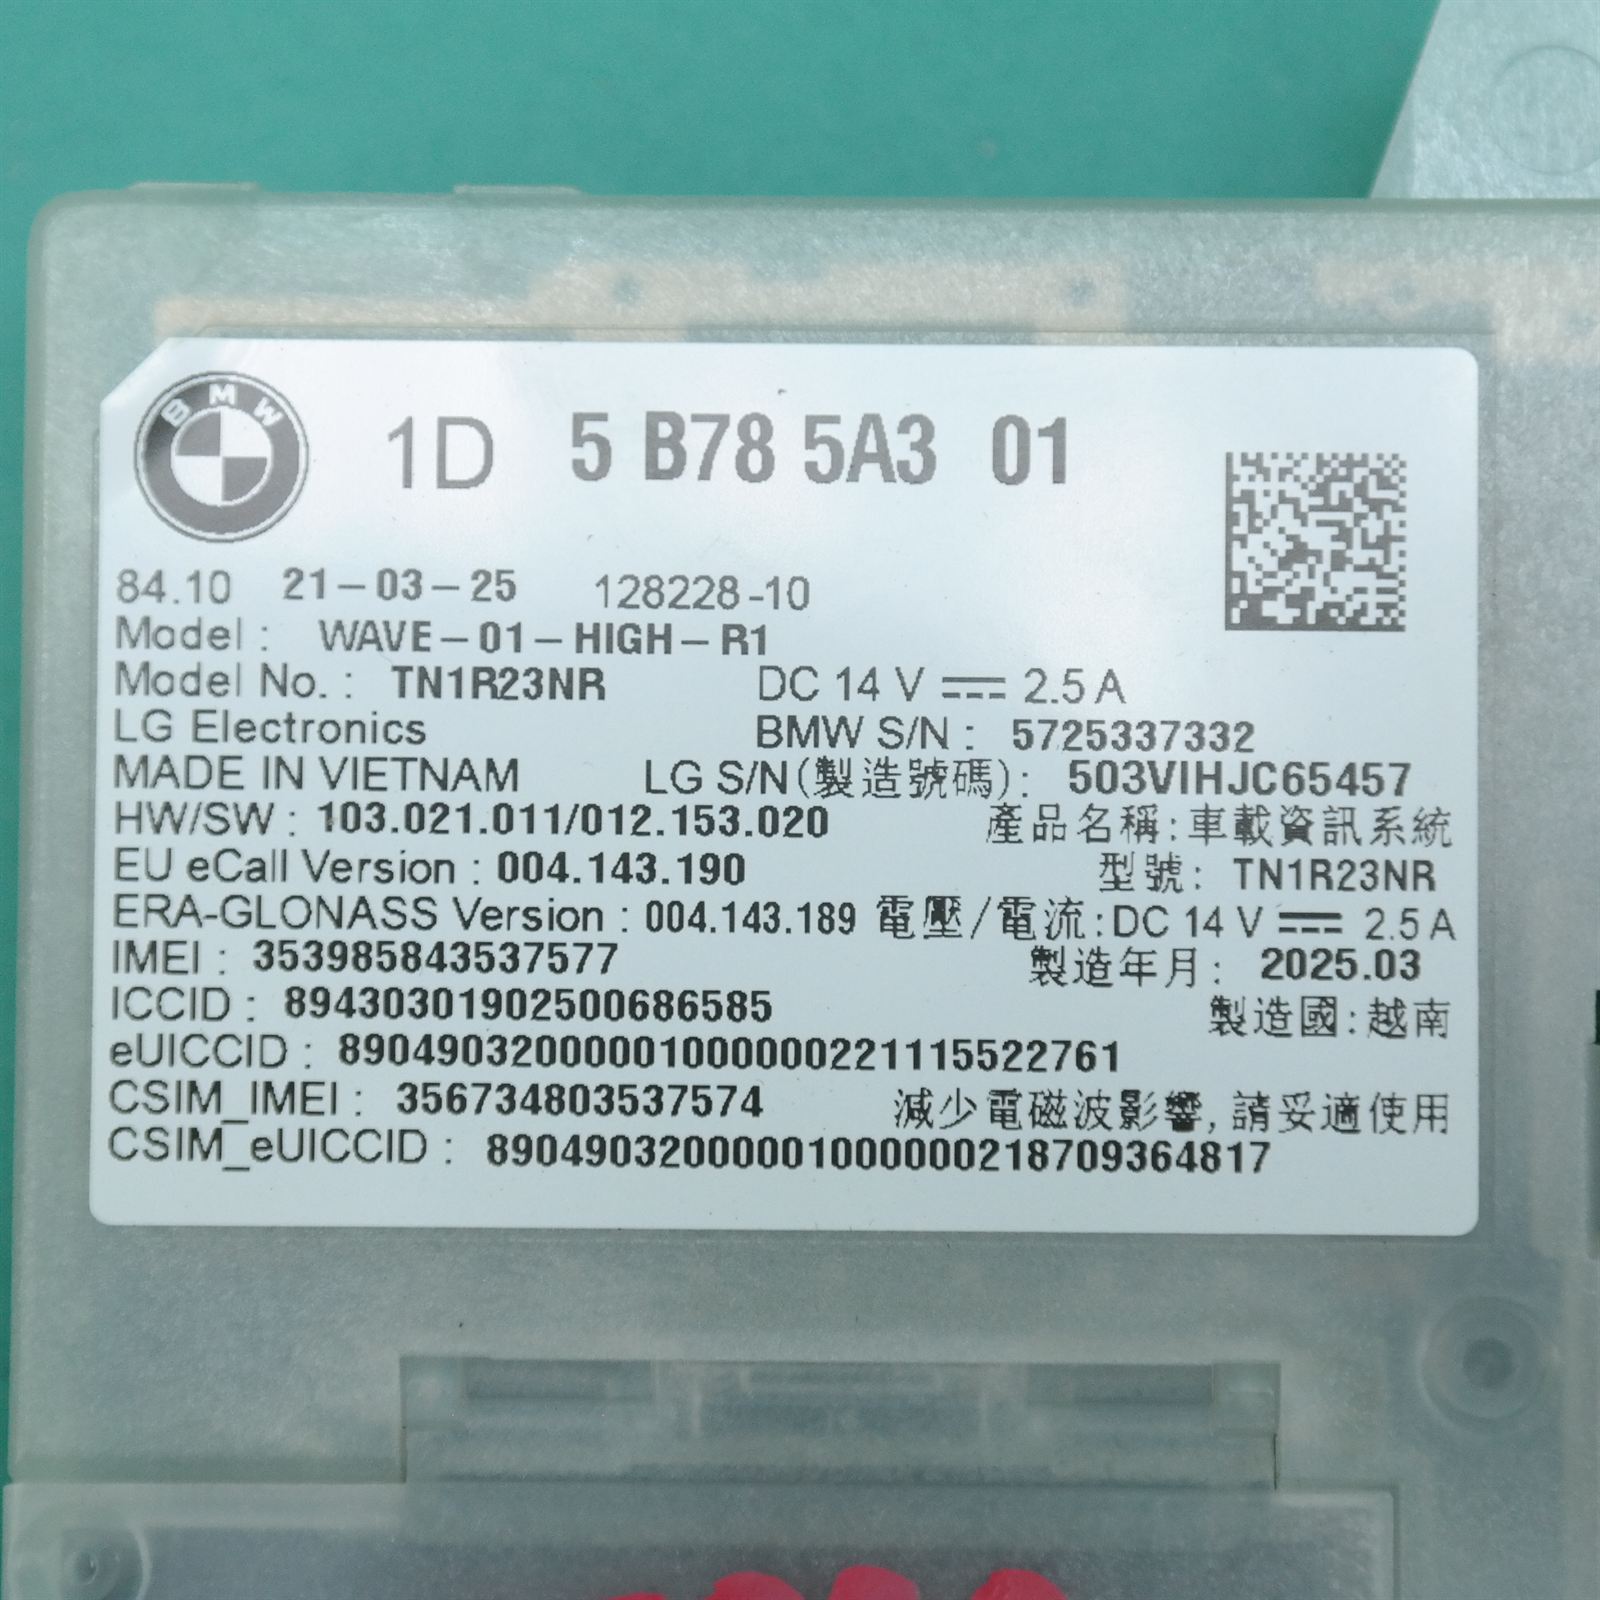 BMW
1D 5 B78 5A3 01
84.10 21-03-25 128228-10
Model : WAVE-01-HIGH-R1
Model No. : TN1R23NR DC 14 V ⎓ 2.5 A
LG Electronics BMW S/N : 5725337332
MADE IN VIETNAM LG S/N(製造號碼): 503VIHJC65457
HW/SW : 103.021.011/012.153.020 產品名稱:車載資訊系統
EU eCall Version : 004.143.190 型號: TN1R23NR
ERA-GLONASS Version : 004.143.189 電壓/電流:DC 14 V ⎓ 2.5 A
IMEI : 353985843537577 製造年月: 2025.03
ICCID : 89430301902500686585 製造國:越南
eUICCID : 89049032000001000000221115522761
CSIM_IMEI : 356734803537574 減少電磁波影響,請妥適使用
CSIM_eUICCID : 89049032000001000000218709364817